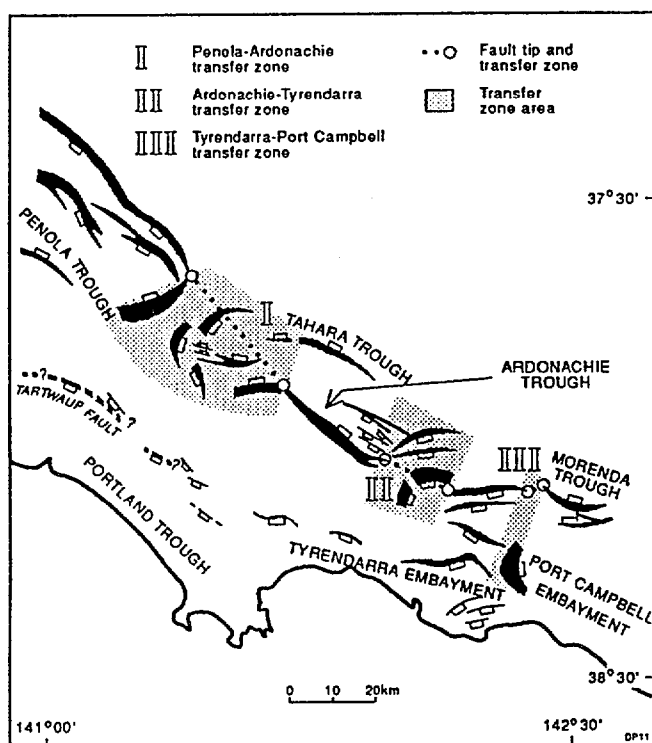 I Penola-Ardonachie
transfer zone
II Ardonachie-Tyrendarra
transfer zone
III Tyrendarra-Port Campbell
transfer zone
Fault tip and
transfer zone
Transfer
zone area
37°30'
PENOLA TROUGH
I
TAHARA TROUGH
ARDONACHIE
TROUGH
?
?
TARTWAUP FAULT
?
PORTLAND TROUGH
II
III
MORENDA
TROUGH
TYRENDARRA EMBAYMENT
PORT CAMPBELL
EMBAYMENT
0 10 20km
38°30'
141°00'
142°30'
DP11